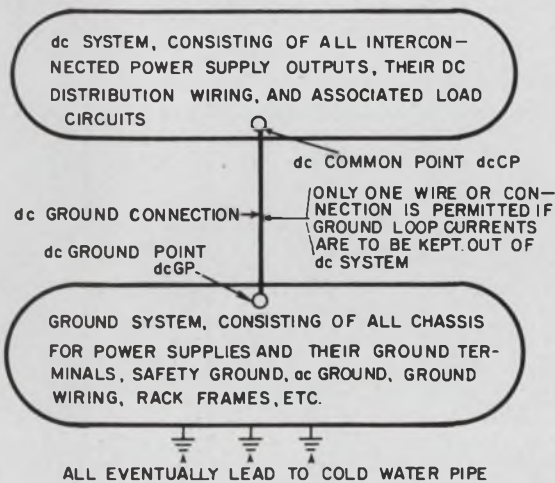 dc SYSTEM, CONSISTING OF ALL INTERCON-
NECTED POWER SUPPLY OUTPUTS, THEIR DC
DISTRIBUTION WIRING, AND ASSOCIATED LOAD
CIRCUITS
dc COMMON POINT dcCP
ONLY ONE WIRE OR CON-
NECTION IS PERMITTED IF
GROUND LOOP CURRENTS
ARE TO BE KEPT OUT OF
dc SYSTEM
dc GROUND CONNECTION
dc GROUND POINT
dcGP
GROUND SYSTEM, CONSISTING OF ALL CHASSIS
FOR POWER SUPPLIES AND THEIR GROUND TER-
MINALS, SAFETY GROUND, ac GROUND, GROUND
WIRING, RACK FRAMES, ETC.
ALL EVENTUALLY LEAD TO COLD WATER PIPE